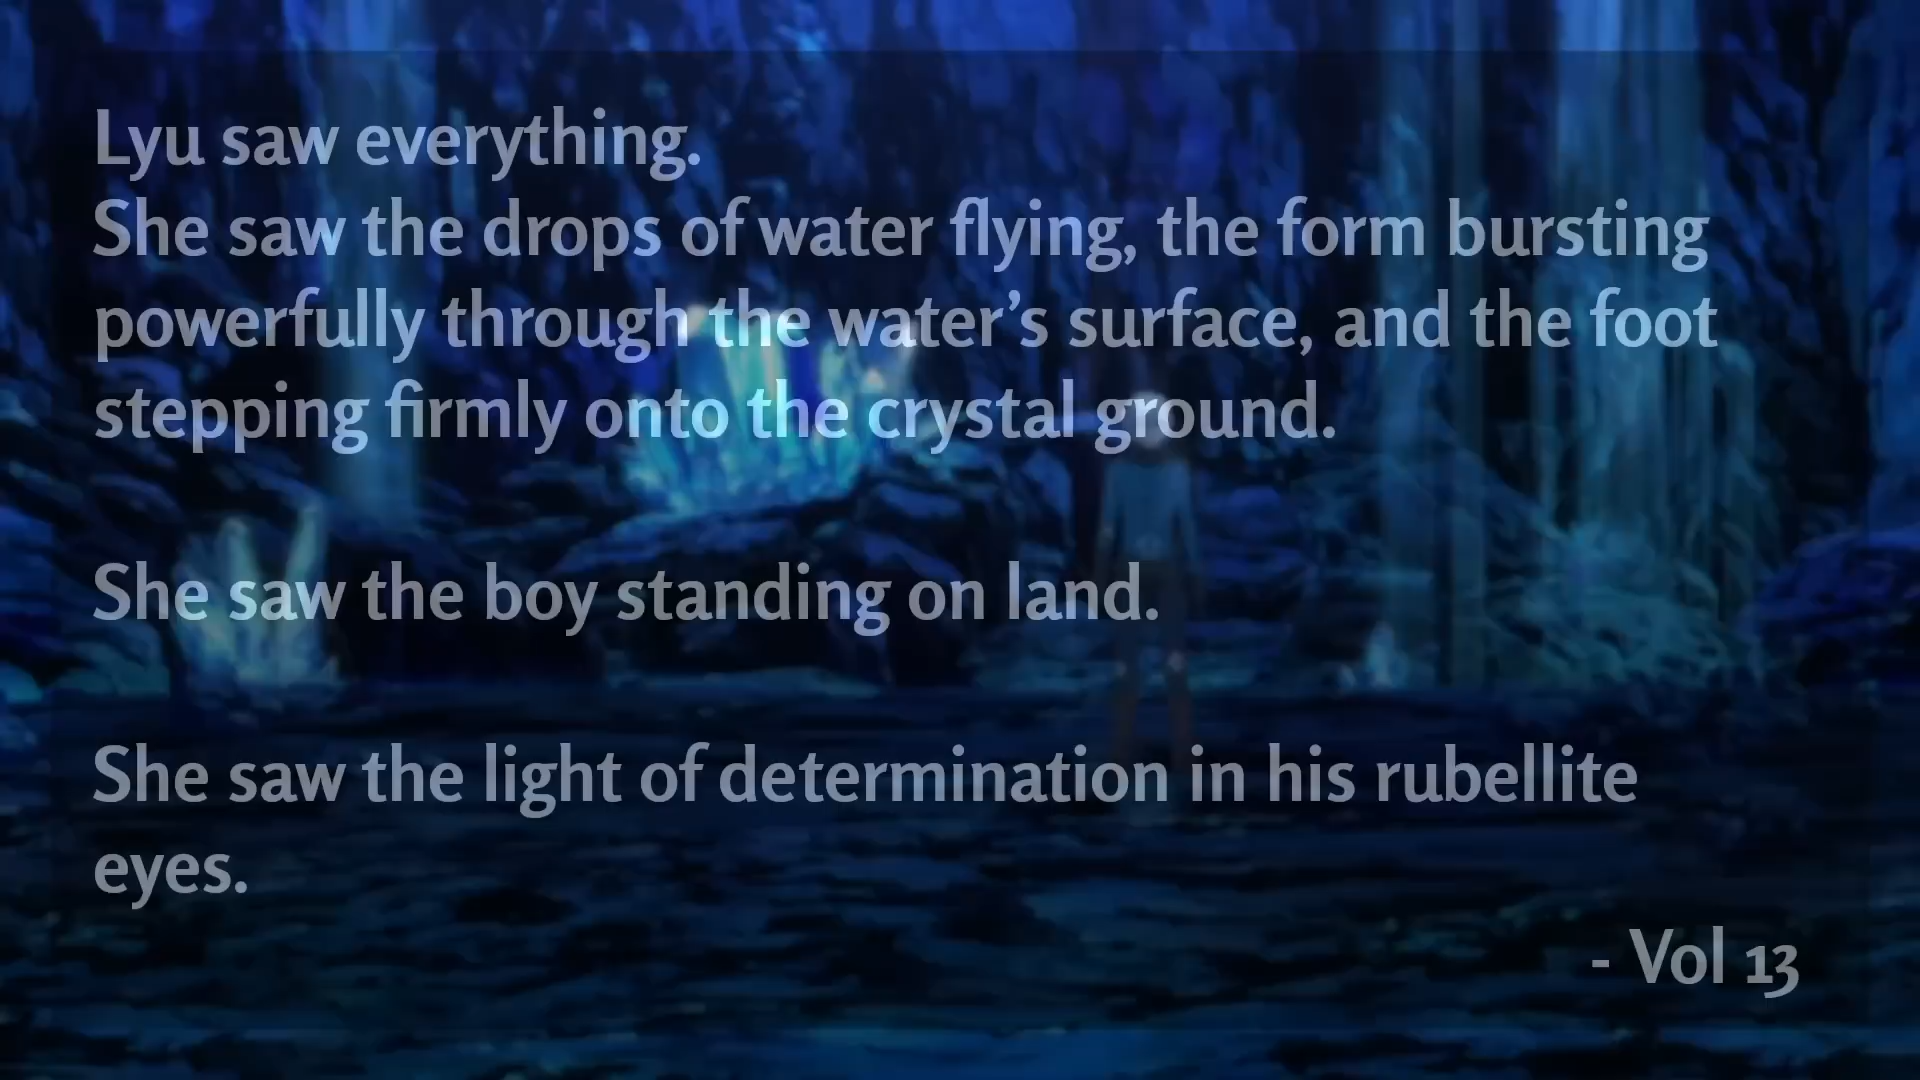 Lyu saw everything.
She saw the drops of water flying, the form bursting
powerfully through the water’s surface, and the foot
stepping firmly onto the crystal ground.
She saw the boy standing on land.
She saw the light of determination in his rubellite
eyes.
- Vol 13